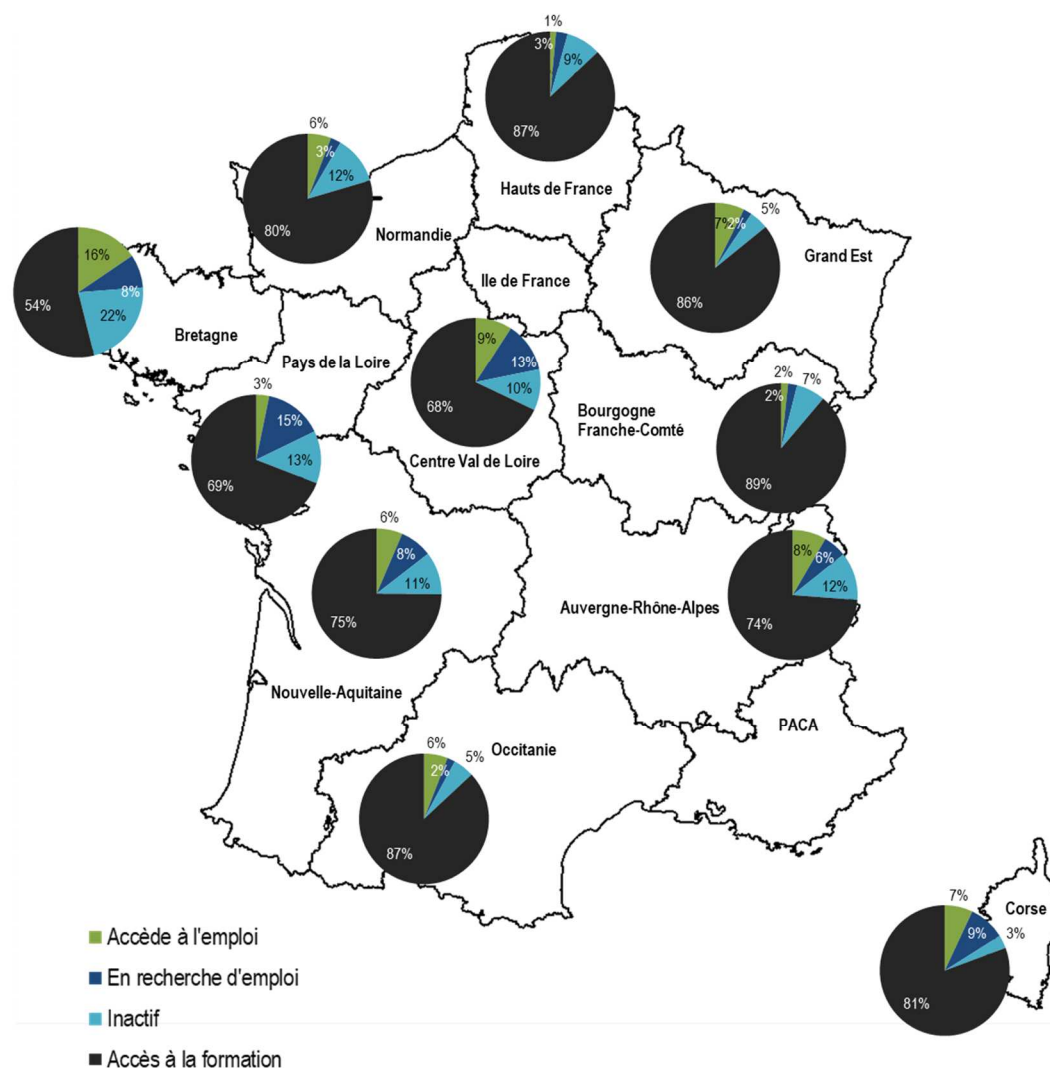 1%
3%
9%
87%
Hauts de France
6%
3%
12%
80%
Normandie
7%
2%
5%
86%
Grand Est
Ile de France
16%
8%
22%
54%
Bretagne
Pays de la Loire
3%
15%
13%
69%
9%
13%
10%
68%
Centre Val de Loire
Bourgogne
Franche-Comté
2%
2%
7%
89%
6%
8%
11%
75%
Nouvelle-Aquitaine
8%
6%
12%
74%
Auvergne-Rhône-Alpes
PACA
Occitanie
6%
2%
5%
87%
Corse
7%
9%
3%
81%
Accède à l'emploi
En recherche d'emploi
Inactif
Accès à la formation